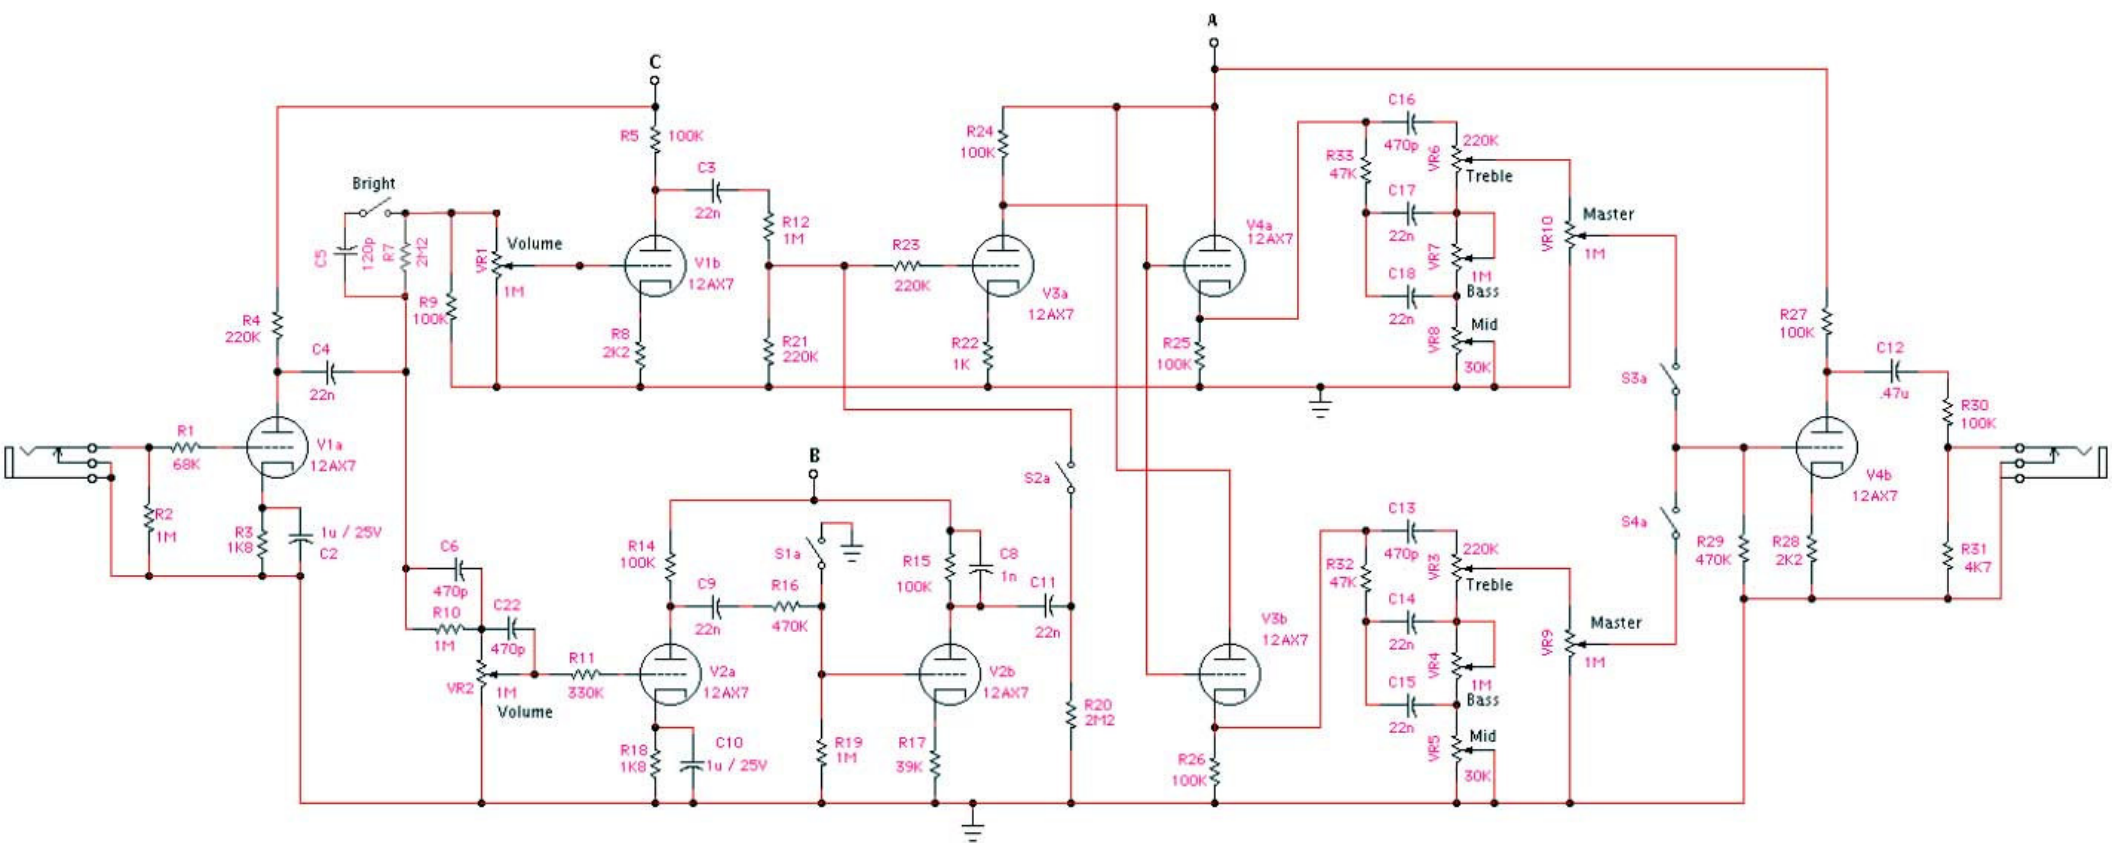 A
C
R5 100K
C3
22n
Bright
C5
120p
R7
2M2
R9
100K
VR1
Volume
1M
V1b
12AX7
R8
2K2
R12
1M
R21
220K
R23
220K
R24
100K
V3a
12AX7
R22
1K
V4a
12AX7
R25
100K
C16
470p
R33
47K
C17
22n
C18
22n
220K
VR6
Treble
VR7
1M
Bass
Mid
VR8
30K
VR10
Master
1M
S3a
R27
100K
C12
.47u
R30
100K
R4
220K
C4
22n
R1
68K
V1a
12AX7
R2
1M
R3
1K8
1u / 25V
C2
B
C6
470p
R10
1M
C22
470p
VR2
1M
Volume
R11
330K
R14
100K
C9
22n
R16
470K
S1a
V2a
12AX7
R18
1K8
C10
1u / 25V
R19
1M
R15
100K
C8
1n
C11
22n
V2b
12AX7
R17
39K
S2a
R20
2M2
V3b
12AX7
R26
100K
C13
470p
R32
47K
C14
22n
C15
22n
220K
VR3
Treble
VR4
1M
Bass
Mid
VR5
30K
VR9
Master
1M
S4a
R29
470K
R28
2K2
V4b
12AX7
R31
4K7